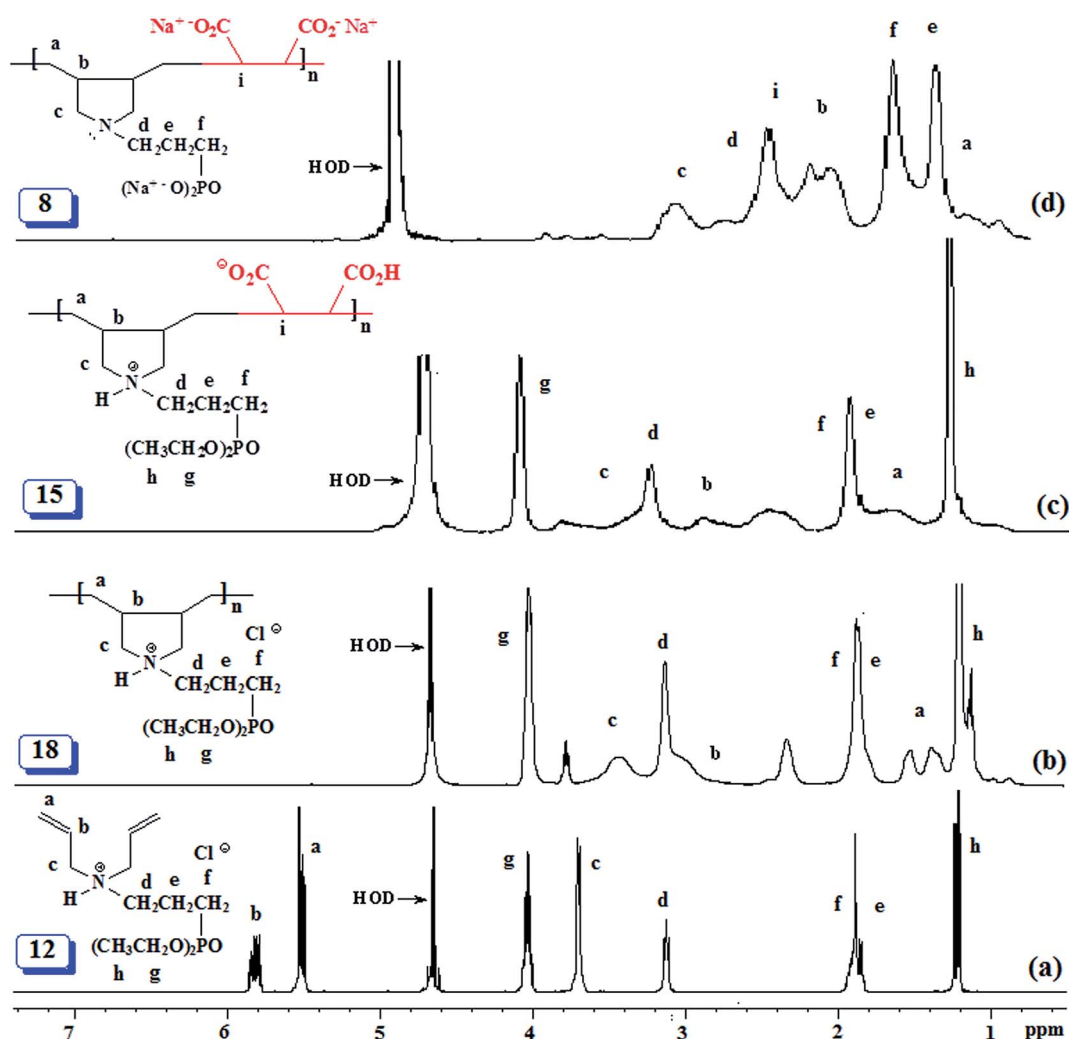 Na⁺⁻O₂C CO₂⁻ Na⁺
a
b
[ ]n
i
c
N
d e f
CH₂CH₂CH₂
(Na⁺⁻O)₂PO
8
HOD
c
d
i
b
f
e
a
(d)
⊖O₂C CO₂H
a
b
[ ]n
i
c
⊕
H N
d e f
CH₂CH₂CH₂
(CH₃CH₂O)₂PO
h g
15
HOD
g
c
d
b
f
e
a
h
(c)
[ ]n
a
b
Cl⊖
c
⊕
H N
d e f
CH₂CH₂CH₂
(CH₃CH₂O)₂PO
h g
18
HOD
g
c
d
b
f
e
a
h
(b)
a
b
Cl⊖
c
⊕
H N
d e f
CH₂CH₂CH₂
(CH₃CH₂O)₂PO
h g
12
b
a
HOD
g
c
d
f
e
h
(a)
7 6 5 4 3 2 1 ppm